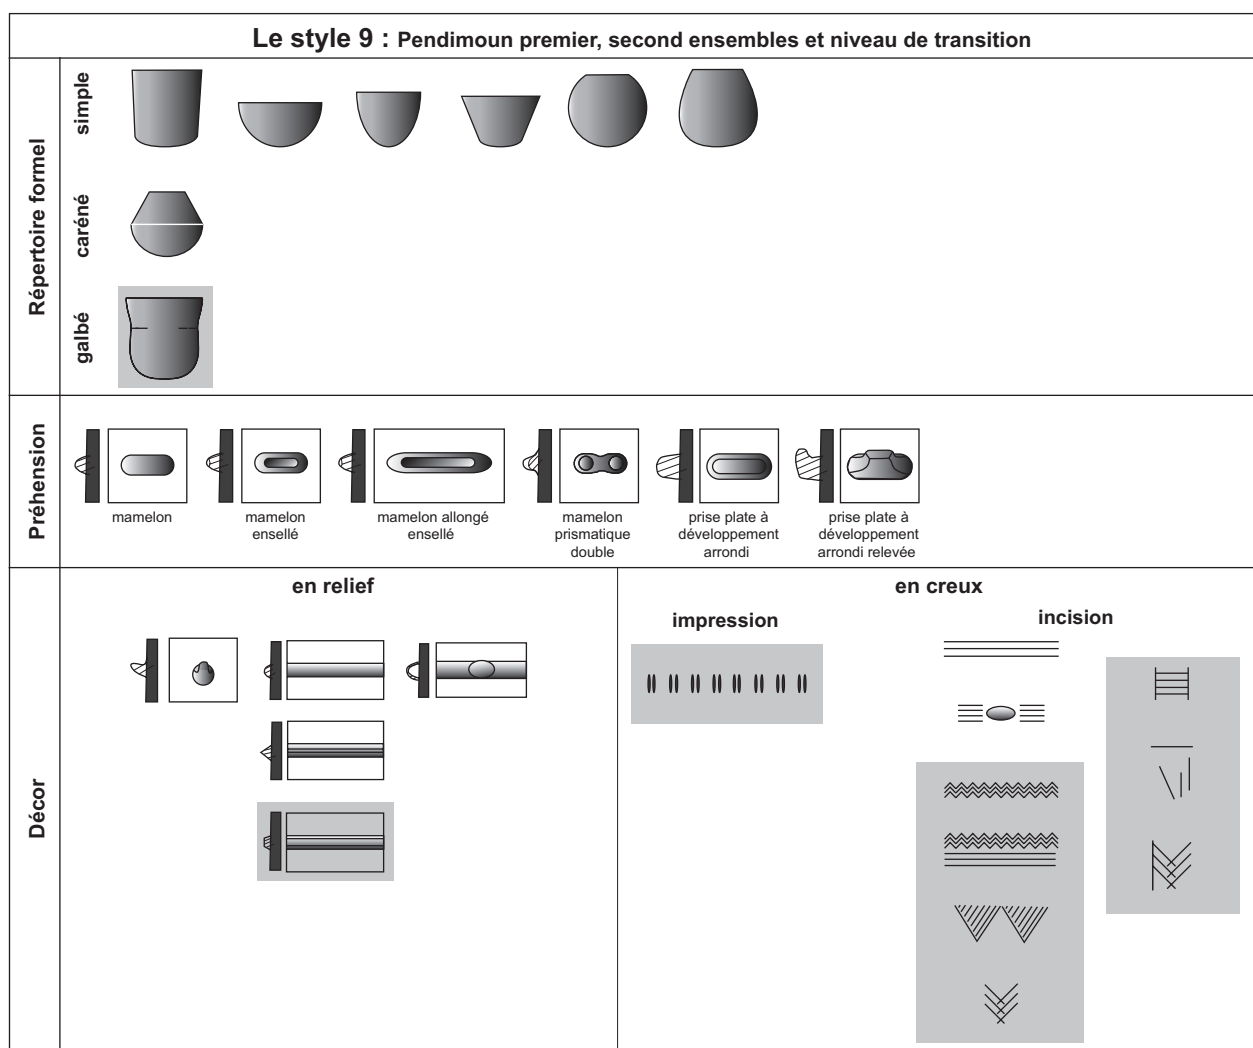 Le style 9 : Pendimoun premier, second ensembles et niveau de transition
Répertoire formel
simple
caréné
galbé
Préhension
mamelon
mamelon
ensellé
mamelon allongé
ensellé
mamelon
prismatique
double
prise plate à
développement
arrondi
prise plate à
développement
arrondi relevée
Décor
en relief
en creux
impression
incision